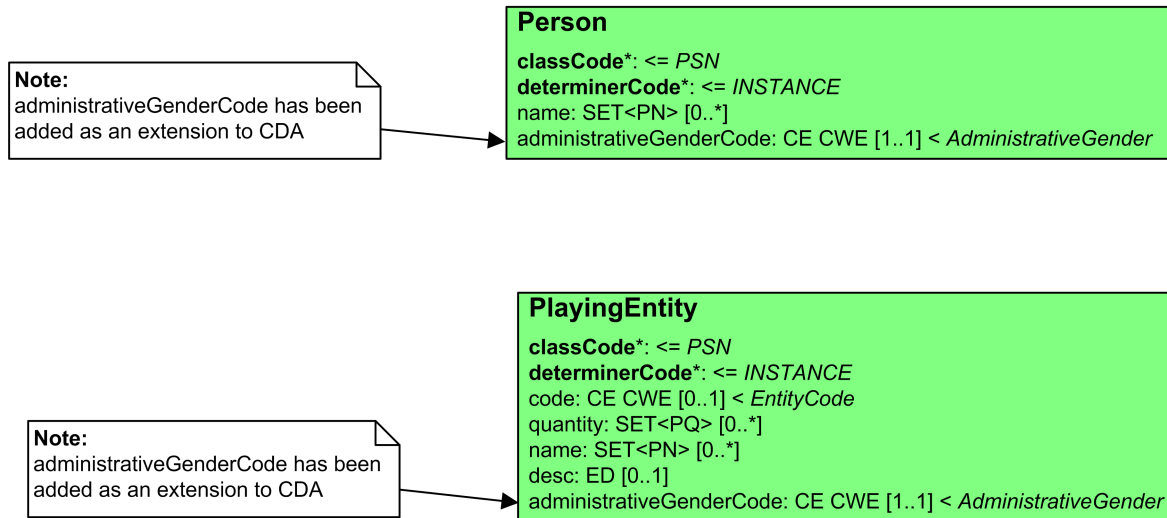 Person
classCode*: <= PSN
determinerCode*: <= INSTANCE
name: SET<PN> [0..*]
administrativeGenderCode: CE CWE [1..1] < AdministrativeGender
Note:
administrativeGenderCode has been
added as an extension to CDA
PlayingEntity
classCode*: <= PSN
determinerCode*: <= INSTANCE
code: CE CWE [0..1] < EntityCode
quantity: SET<PQ> [0..*]
name: SET<PN> [0..*]
desc: ED [0..1]
administrativeGenderCode: CE CWE [1..1] < AdministrativeGender
Note:
administrativeGenderCode has been
added as an extension to CDA